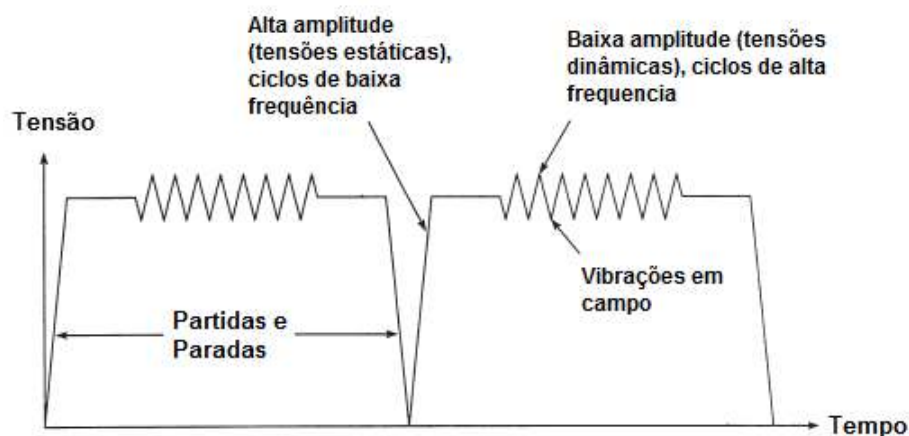 Alta amplitude
(tensões estáticas),
ciclos de baixa
frequência
Baixa amplitude (tensões
dinâmicas), ciclos de alta
frequencia
Tensão
Vibrações em
campo
Partidas e
Paradas
Tempo